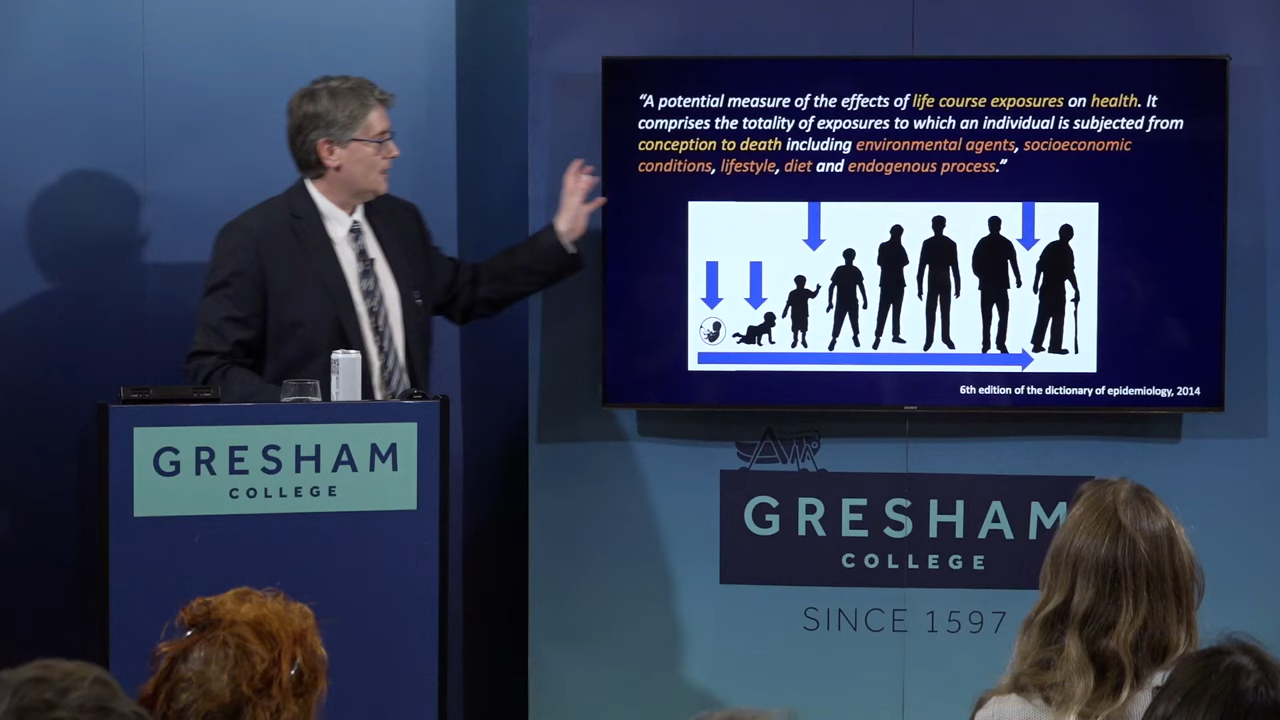 “A potential measure of the effects of life course exposures on health. It
comprises the totality of exposures to which an individual is subjected from
conception to death including environmental agents, socioeconomic
conditions, lifestyle, diet and endogenous process.”
6th edition of the dictionary of epidemiology, 2014
GRESHAM
COLLEGE
GRESHAM
COLLEGE
SINCE 1597